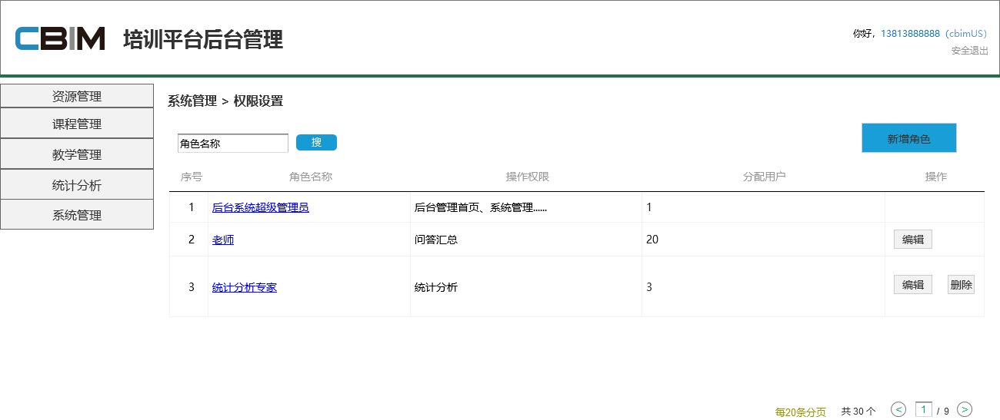 CBIM 培训平台后台管理
你好，13813888888（cbimUS）
安全退出
资源管理
课程管理
教学管理
统计分析
系统管理
系统管理 > 权限设置
角色名称 搜 新增角色
序号 角色名称 操作权限 分配用户 操作
1 后台系统超级管理员 后台管理首页、系统管理...... 1
2 老师 问答汇总 20 编辑
3 统计分析专家 统计分析 3 编辑 删除
每20条分页 共 30 个 < 1 / 9 >